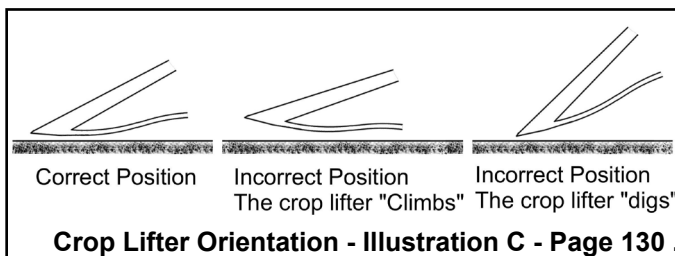 Correct Position
Incorrect Position
The crop lifter "Climbs"
Incorrect Position
The crop lifter "digs"
Crop Lifter Orientation - Illustration C - Page 130 .